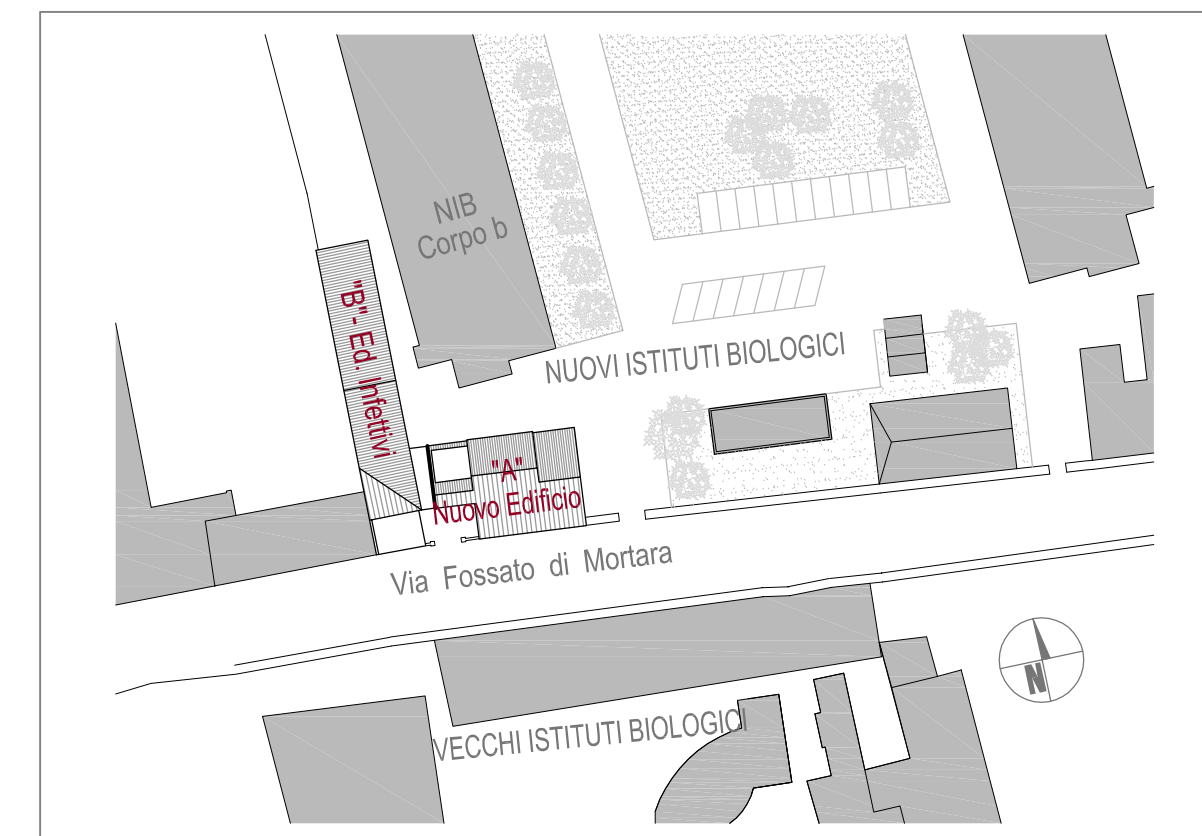 NIB
Corpo b
"B"- Ed. Infettivi
NUOVI ISTITUTI BIOLOGICI
"A"
Nuovo Edificio
Via Fossato di Mortara
N
VECCHI ISTITUTI BIOLOGICI